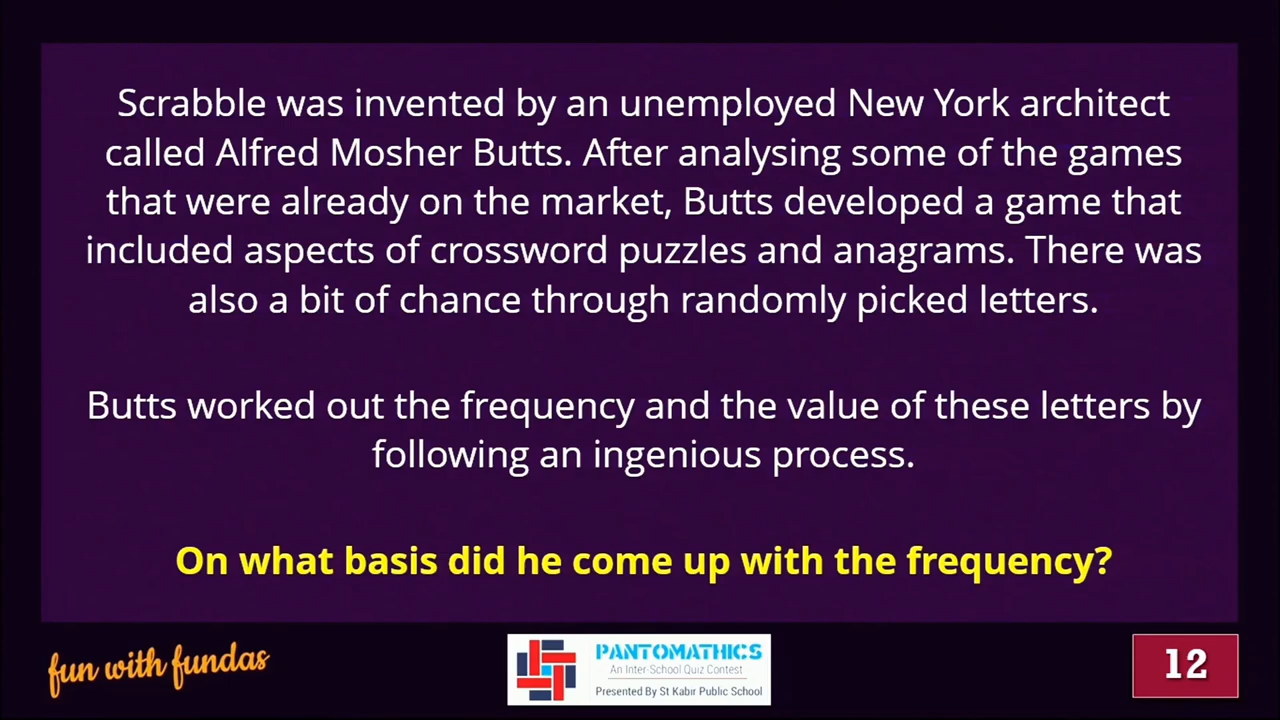 Scrabble was invented by an unemployed New York architect
called Alfred Mosher Butts. After analysing some of the games
that were already on the market, Butts developed a game that
included aspects of crossword puzzles and anagrams. There was
also a bit of chance through randomly picked letters.
Butts worked out the frequency and the value of these letters by
following an ingenious process.
On what basis did he come up with the frequency?
fun with fundas
PANTOMATHICS
An Inter-School Quiz Contest
Presented By St Kabir Public School
12